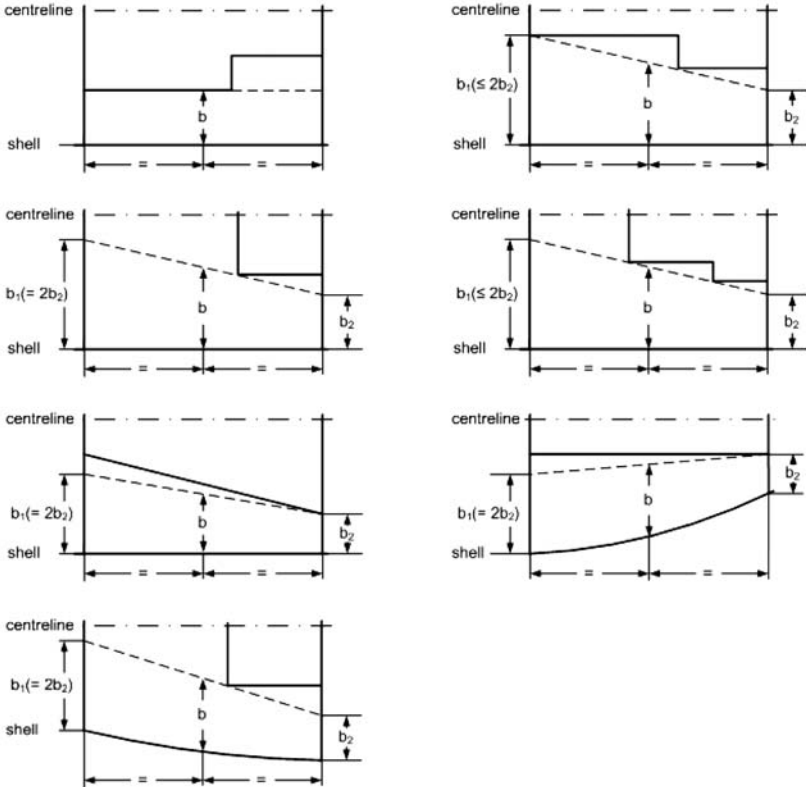 centreline
b
shell
= =
centreline
b₁(≤ 2b₂)
b
b₂
shell
= =
centreline
b₁(= 2b₂)
b
b₂
shell
= =
centreline
b₁(≤ 2b₂)
b
b₂
shell
= =
centreline
b₁(= 2b₂)
b
b₂
shell
= =
centreline
b₂
b
b₁(= 2b₂)
shell
= =
centreline
b₁(= 2b₂)
b
shell
b₂
= =